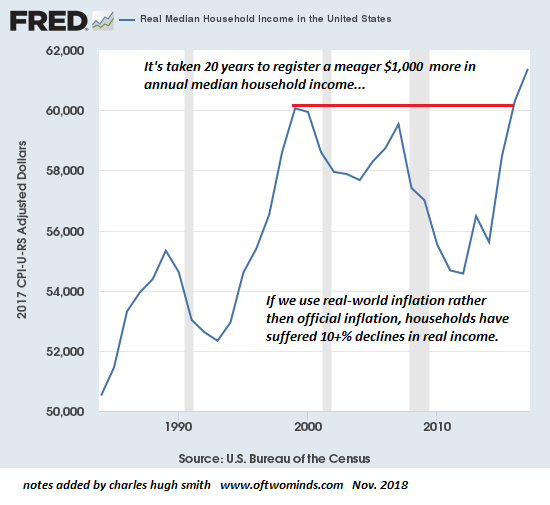 FRED
Real Median Household Income in the United States
62,000
60,000
58,000
56,000
54,000
52,000
50,000
2017 CPI-U-RS Adjusted Dollars
It's taken 20 years to register a meager $1,000 more in
annual median household income...
If we use real-world inflation rather
then official inflation, households have
suffered 10+% declines in real income.
1990
2000
2010
Source: U.S. Bureau of the Census
notes added by charles hugh smith www.oftwominds.com Nov. 2018